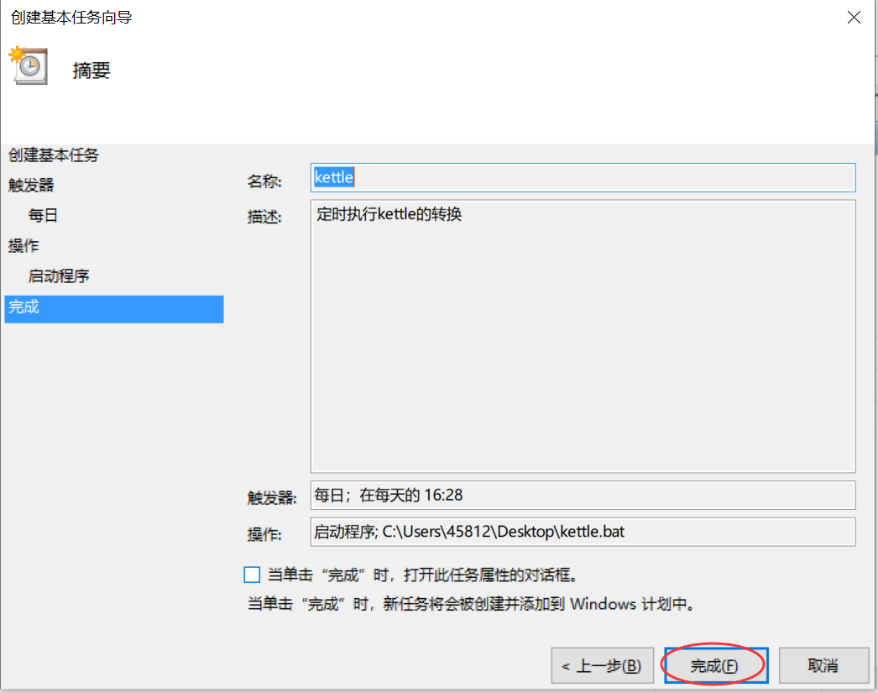 创建基本任务向导
摘要
创建基本任务
触发器
每日
操作
启动程序
完成
名称: kettle
描述: 定时执行kettle的转换
触发器: 每日；在每天的 16:28
操作: 启动程序; C:\Users\45812\Desktop\kettle.bat
当单击“完成”时，打开此任务属性的对话框。
当单击“完成”时，新任务将会被创建并添加到 Windows 计划中。
< 上一步(B) 完成(F) 取消